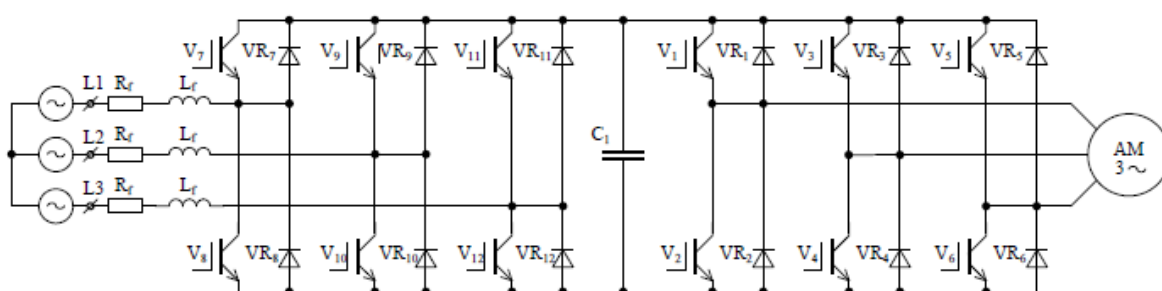 V7 VR7 V9 VR9 V11 VR11 V1 VR1 V3 VR3 V5 VR5
L1 Rf Lf
L2 Rf Lf
C1
AM
3~
L3 Rf Lf
V8 VR8 V10 VR10 V12 VR12 V2 VR2 V4 VR4 V6 VR6